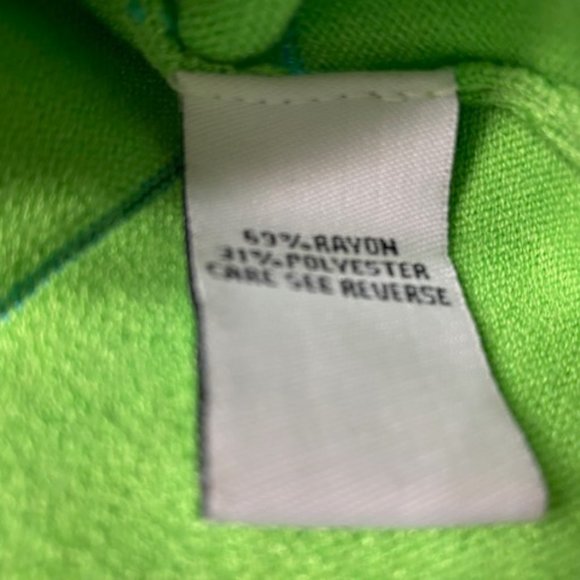 69% RAYON
31% POLYESTER
CARE SEE REVERSE